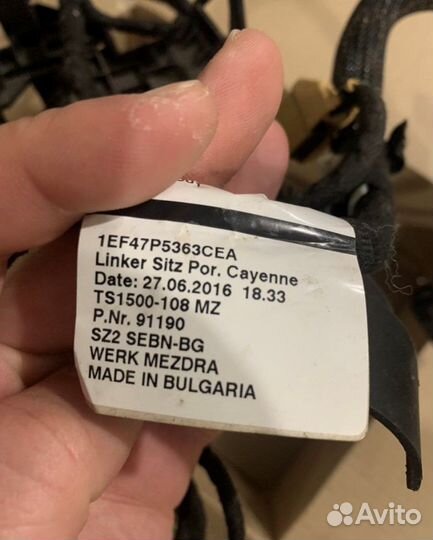 1EF47P5363CEA
Linker Sitz Por. Cayenne
Date: 27.06.2016 18.33
TS1500-108 MZ
P.Nr. 91190
SZ2 SEBN-BG
WERK MEZDRA
MADE IN BULGARIA
Avito